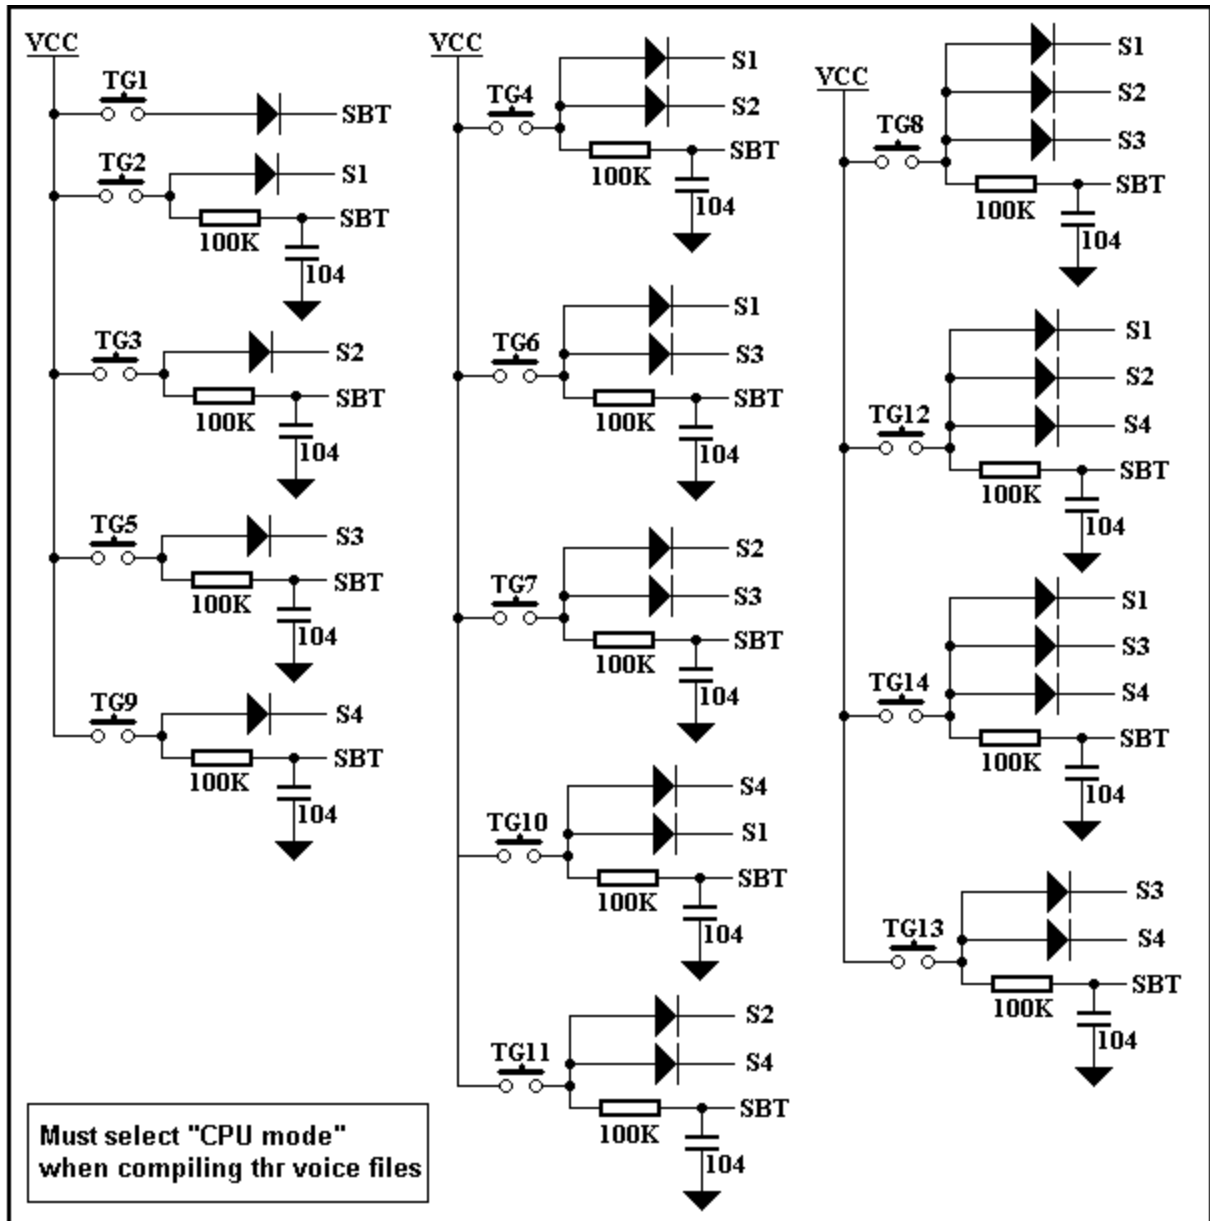 VCC
TG1
SBT
TG2
S1
SBT
100K
104
TG3
S2
SBT
100K
104
TG5
S3
SBT
100K
104
TG9
S4
SBT
100K
104
VCC
TG4
S1
S2
SBT
100K
104
TG6
S1
S3
SBT
100K
104
TG7
S2
S3
SBT
100K
104
TG10
S4
S1
SBT
100K
104
TG11
S2
S4
SBT
100K
104
VCC
TG8
S1
S2
S3
SBT
100K
104
TG12
S1
S2
S4
SBT
100K
104
TG14
S1
S3
S4
SBT
100K
104
TG13
S3
S4
SBT
100K
104
Must select "CPU mode"
when compiling thr voice files